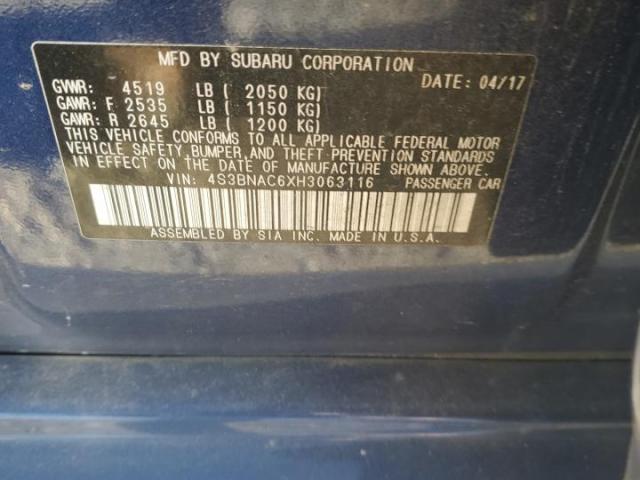 MFD BY SUBARU CORPORATION
DATE: 04/17
GVWR: 4519 LB ( 2050 KG)
GAWR: F 2535 LB ( 1150 KG)
GAWR: R 2645 LB ( 1200 KG)
THIS VEHICLE CONFORMS TO ALL APPLICABLE FEDERAL MOTOR
VEHICLE SAFETY, BUMPER, AND THEFT PREVENTION STANDARDS
IN EFFECT ON THE DATE OF MANUFACTURE SHOWN ABOVE.
VIN: 4S3BNAC6XH3063116 PASSENGER CAR
ASSEMBLED BY SIA INC. MADE IN U.S.A.